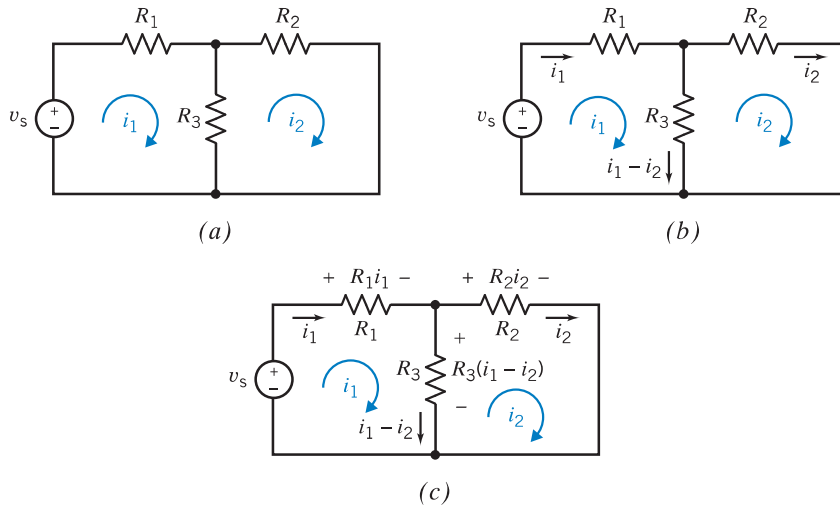 R1 R2
vs + − i1 R3 i2
(a)
R1 R2
i1 i2
vs + − i1 R3 i2
i1 − i2
(b)
+ R1i1 − + R2i2 −
i1 R1 R2 i2
+
vs + − i1 R3 R3(i1 − i2)
−
i1 − i2 i2
(c)